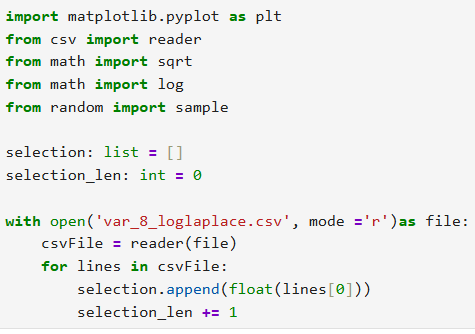 import matplotlib.pyplot as plt
from csv import reader
from math import sqrt
from math import log
from random import sample

selection: list = []
selection_len: int = 0

with open('var_8_loglaplace.csv', mode ='r')as file:
    csvFile = reader(file)
    for lines in csvFile:
        selection.append(float(lines[0]))
        selection_len += 1